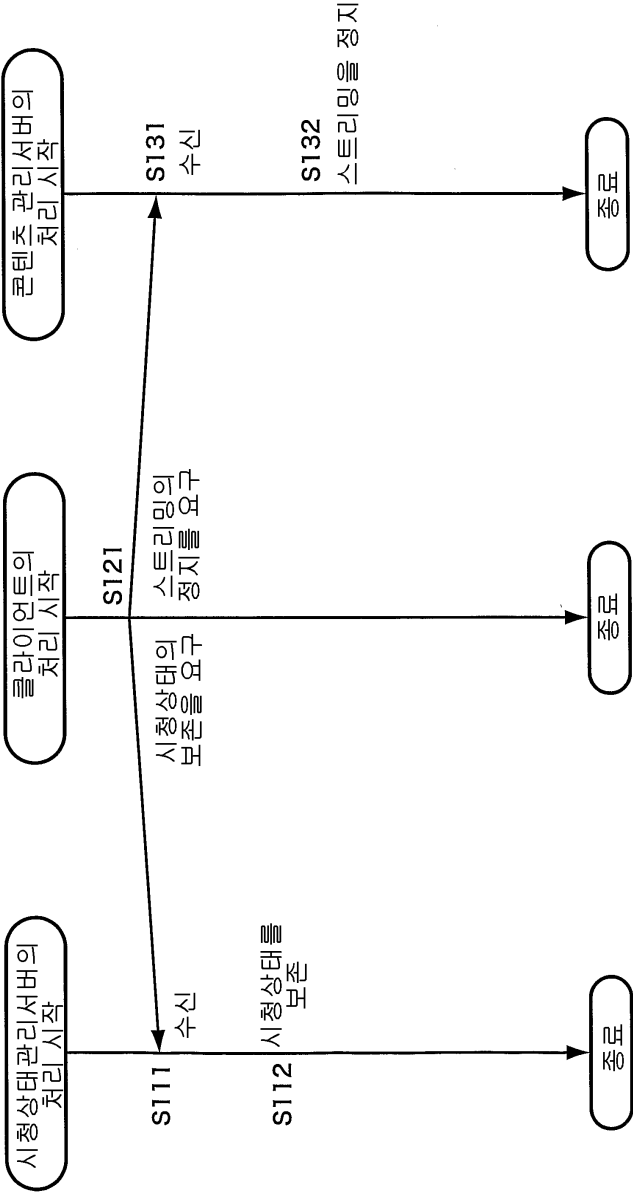 시청상태관리서버의
처리 시작
클라이언트의
처리 시작
콘텐츠 관리서버의
처리 시작
S121
시청상태의
보존을 요구
스트리밍의
정지를 요구
S111
수신
S131
수신
S112
시청상태를
보존
S132
스트리밍을 정지
종료
종료
종료